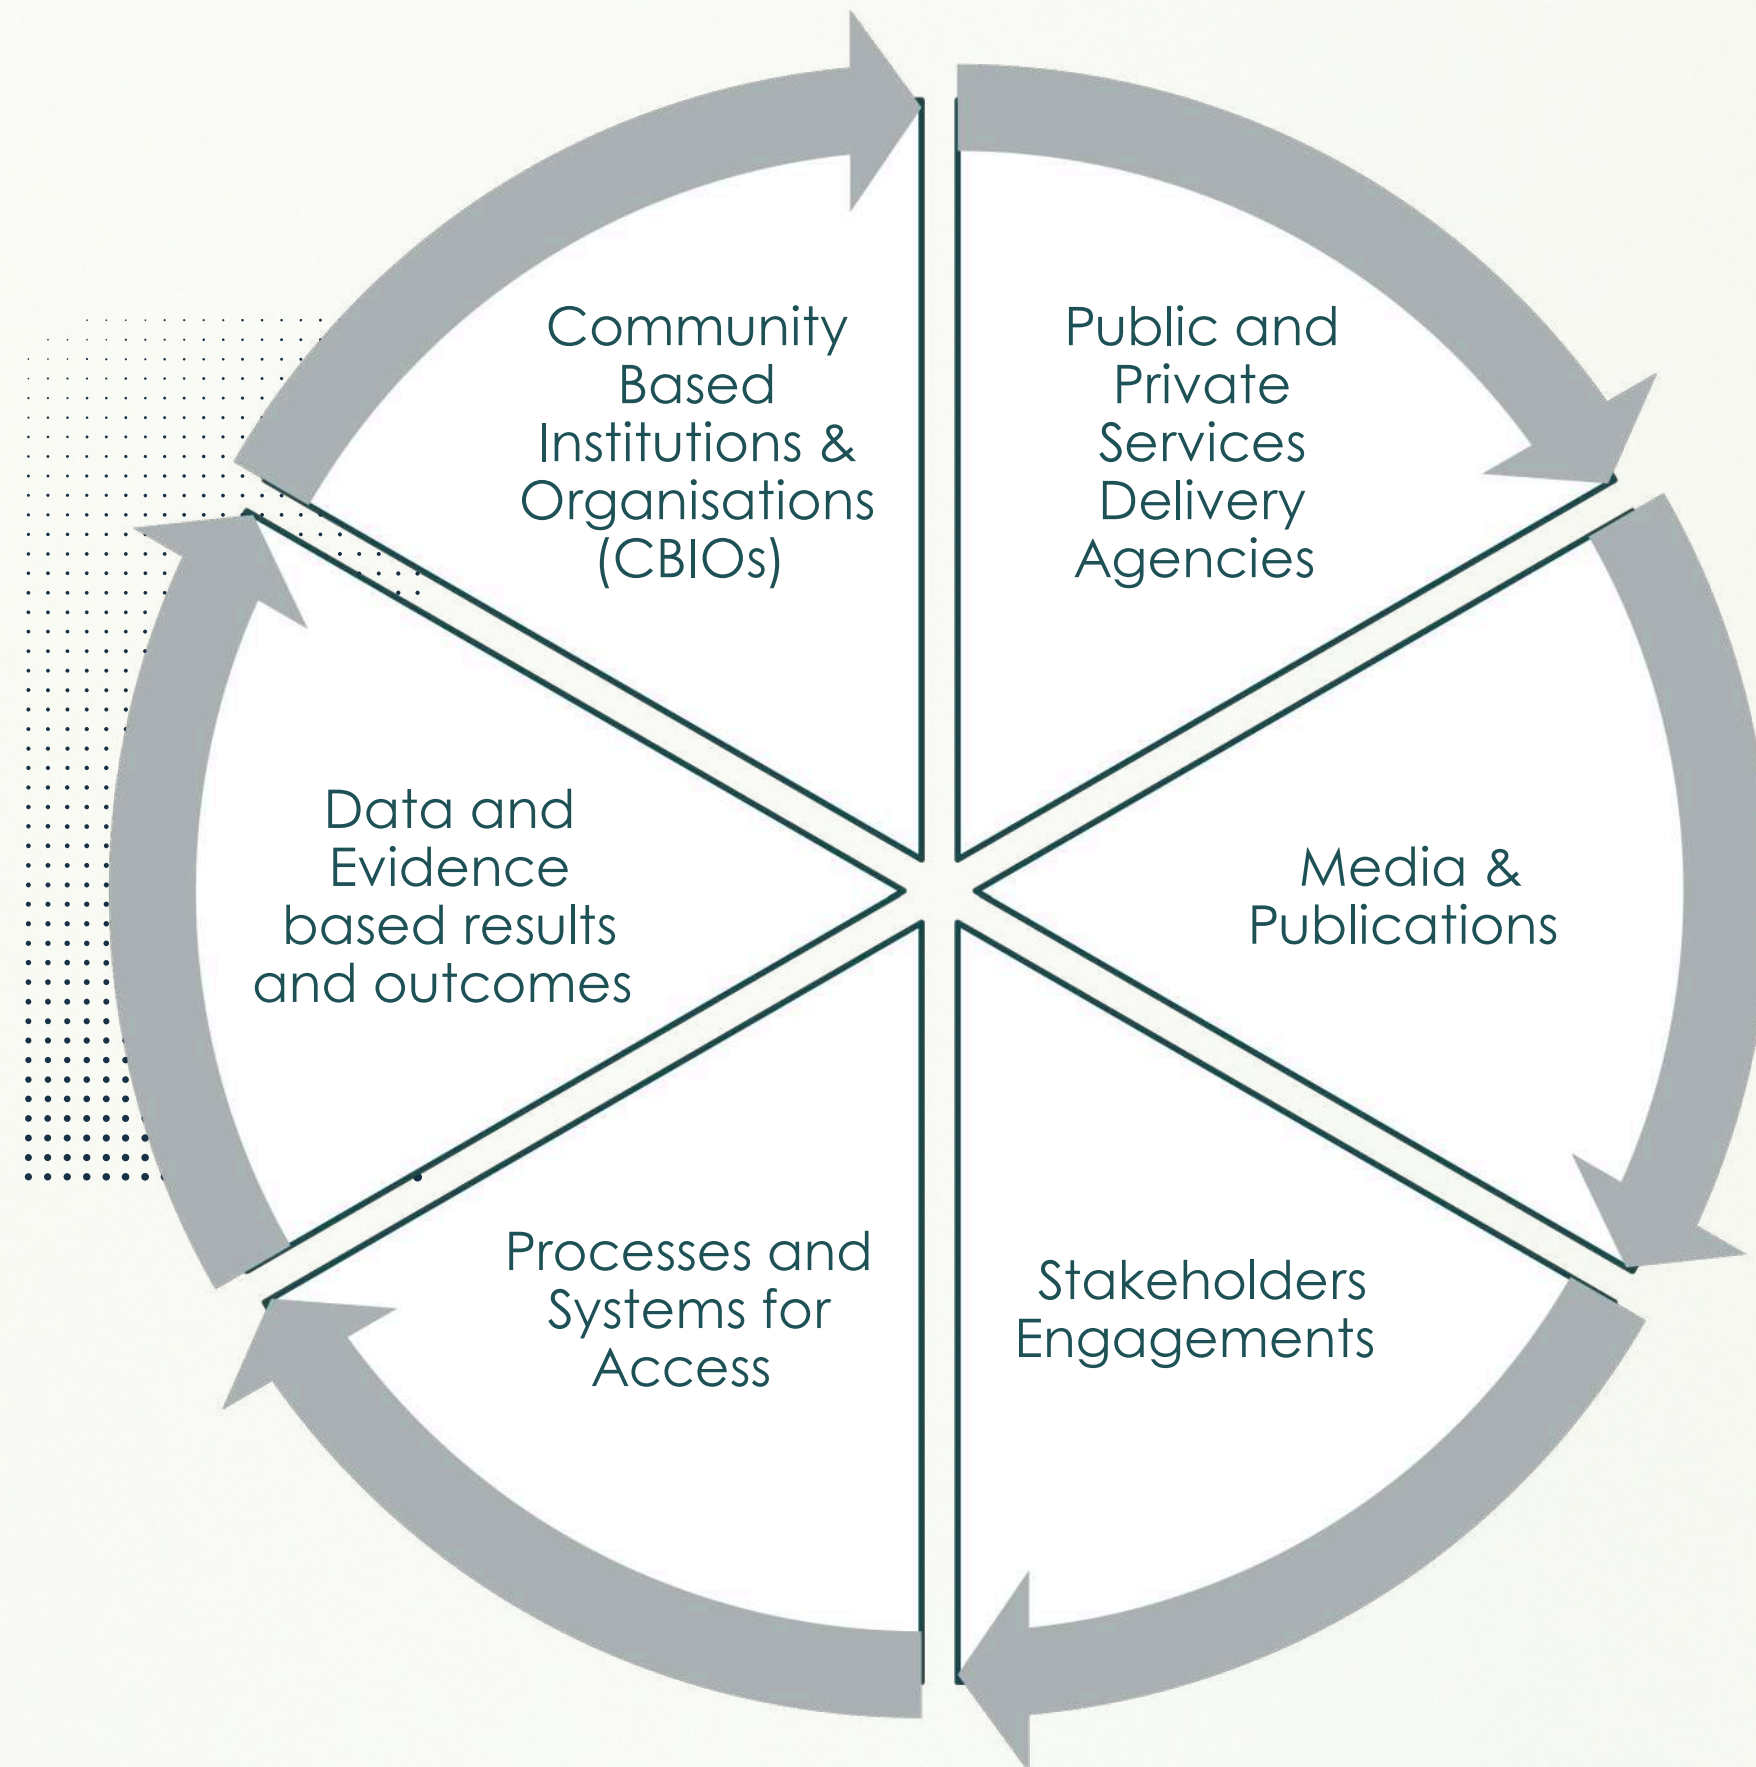 Community
Based
Institutions &
Organisations
(CBIOs)
Public and
Private
Services
Delivery
Agencies
Media &
Publications
Stakeholders
Engagements
Processes and
Systems for
Access
Data and
Evidence
based results
and outcomes